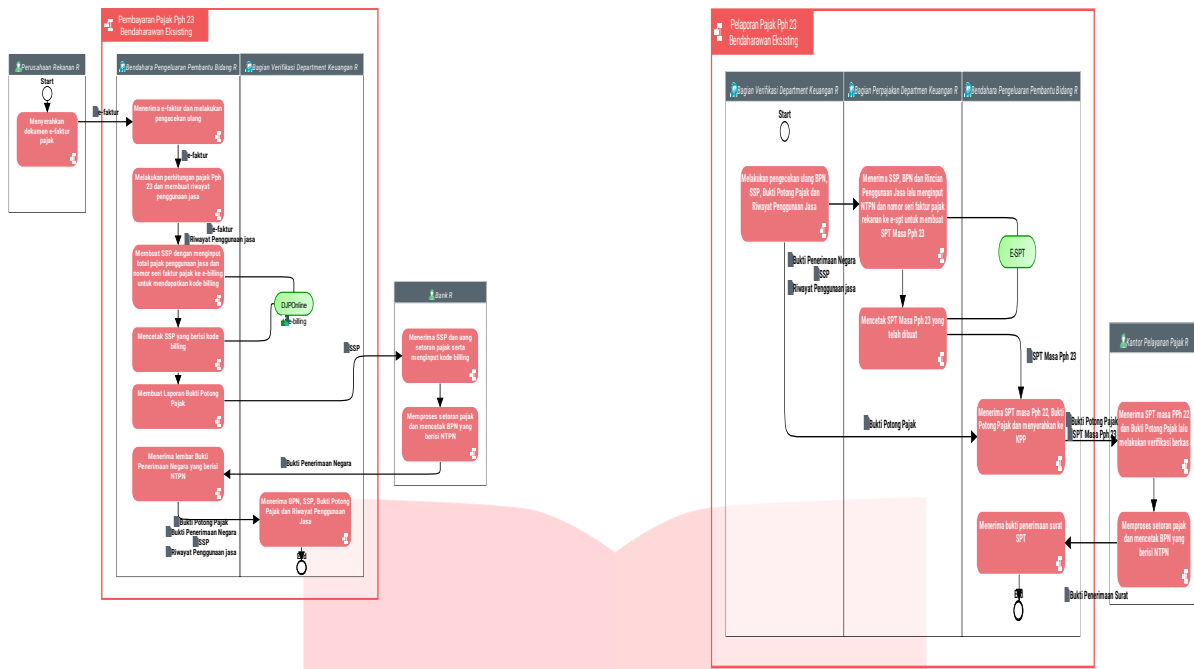 Pembayaran Pajak Pph 23
Bendaharawan Eksisting
Perusahaan Rekanan R
Bendahara Pengeluaran Pembantu Bidang R
Bagian Verifikasi Department Keuangan R
Start
Menyerahkan
dokumen e-faktur
pajak
e-faktur
Menerima e-faktur dan melakukan
pengecekan ulang
e-faktur
Melakukan perhitungan pajak Pph
23 dan membuat riwayat
penggunaan jasa
e-faktur
Riwayat Penggunaan jasa
Membuat SSP dengan menginput
total pajak penggunaan jasa dan
nomor seri faktur pajak ke e-billing
untuk mendapatkan kode billing
DJPOnline
e-billing
Mencetak SSP yang berisi kode
billing
Membuat Laporan Bukti Potong
Pajak
SSP
Bank R
Menerima SSP dan uang
setoran pajak serta
menginput kode billing
Memproses setoran pajak
dan mencetak BPN yang
berisi NTPN
Bukti Penerimaan Negara
Menerima lembar Bukti
Penerimaan Negara yang berisi
NTPN
Bukti Potong Pajak
Bukti Penerimaan Negara
SSP
Riwayat Penggunaan jasa
Menerima BPN, SSP, Bukti Potong
Pajak dan Riwayat Penggunaan
Jasa
End
Pelaporan Pajak Pph 23
Bendaharawan Eksisting
Bagian Verifikasi Department Keuangan R
Bagian Perpajakan Departmen Keuangan R
Bendahara Pengeluaran Pembantu Bidang R
Start
Melakukan pengecekan ulang BPN,
SSP, Bukti Potong Pajak dan
Riwayat Penggunaan Jasa
Menerima SSP, BPN dan Rincian
Penggunaan Jasa lalu menginput
NTPN dan nomor seri faktur pajak
rekanan ke e-spt untuk membuat
SPT Masa Pph 23
Bukti Penerimaan Negara
SSP
Riwayat Penggunaan jasa
E-SPT
Mencetak SPT Masa Pph 23 yang
telah dibuat
SPT Masa Pph 23
Bukti Potong Pajak
Menerima SPT masa Pph 22, Bukti
Potong Pajak dan menyerahkan ke
KPP
Bukti Potong Pajak
SPT Masa Pph 23
Kantor Pelayanan Pajak R
Menerima SPT masa PPh 22
dan Bukti Potong Pajak lalu
melakukan verifikasi berkas
Memproses setoran pajak
dan mencetak BPN yang
berisi NTPN
Menerima bukti penerimaan surat
SPT
Bukti Penerimaan Surat
End